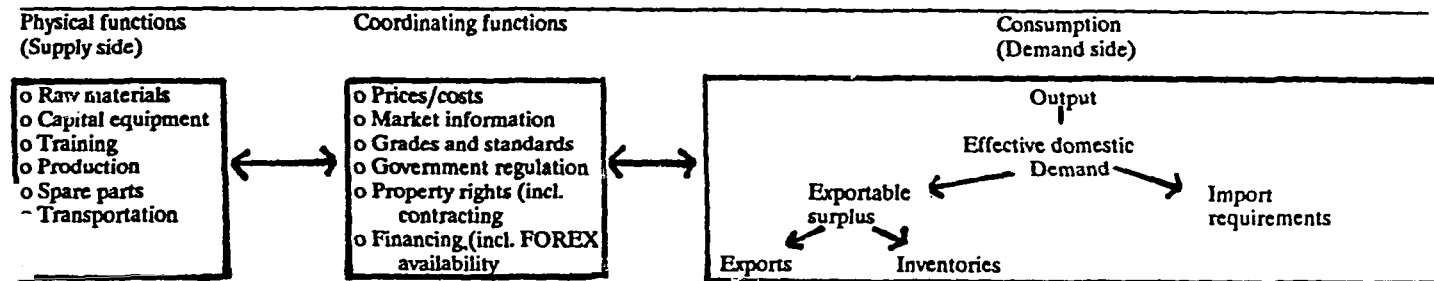 Physical functions
(Supply side)
Coordinating functions
Consumption
(Demand side)
o Raw materials
o Capital equipment
o Training
o Production
o Spare parts
- Transportation
o Prices/costs
o Market information
o Grades and standards
o Government regulation
o Property rights (incl.
contracting
o Financing (incl. FOREX
availability
Output
Effective domestic
Demand
Exportable
surplus
Import
requirements
Exports
Inventories